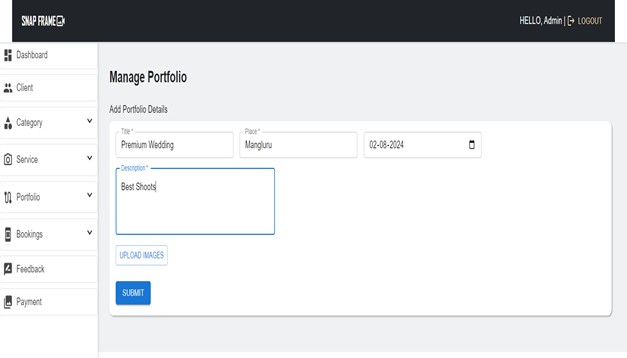 SNAP FRAME
HELLO, Admin | LOGOUT
Dashboard
Client
Category
Service
Portfolio
Bookings
Feedback
Payment
Manage Portfolio
Add Portfolio Details
Title *
Premium Wedding
Place *
Mangluru
02-08-2024
Description *
Best Shoots
UPLOAD IMAGES
SUBMIT